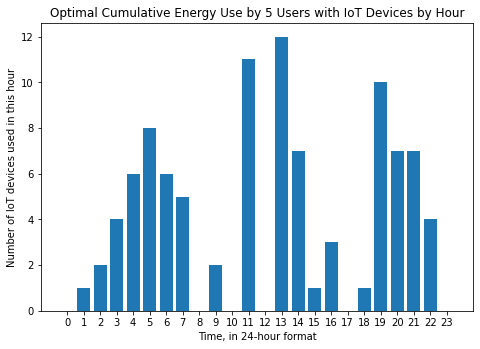 Optimal Cumulative Energy Use by 5 Users with IoT Devices by Hour
Number of IoT devices used in this hour
12
10
8
6
4
2
0
0 1 2 3 4 5 6 7 8 9 10 11 12 13 14 15 16 17 18 19 20 21 22 23
Time, in 24-hour format